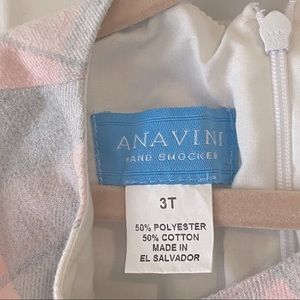 ANAVINI
HAND SMOCKED
3T
50% POLYESTER
50% COTTON
MADE IN
EL SALVADOR